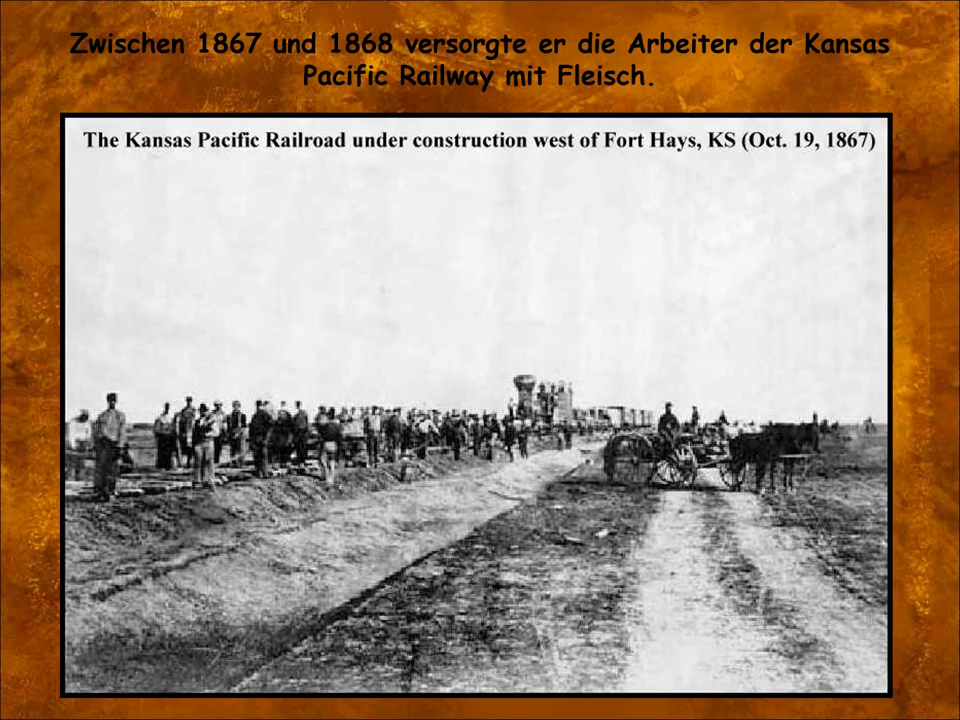 Zwischen 1867 und 1868 versorgte er die Arbeiter der Kansas
Pacific Railway mit Fleisch.
The Kansas Pacific Railroad under construction west of Fort Hays, KS (Oct. 19, 1867)